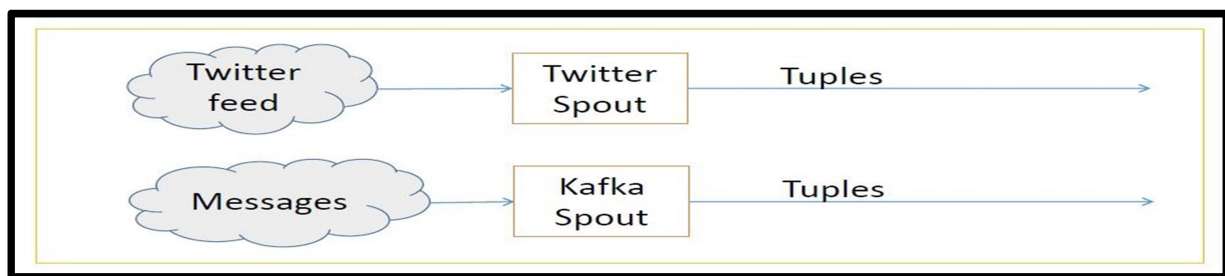 Twitter
feed
Twitter
Spout
Tuples
Messages
Kafka
Spout
Tuples